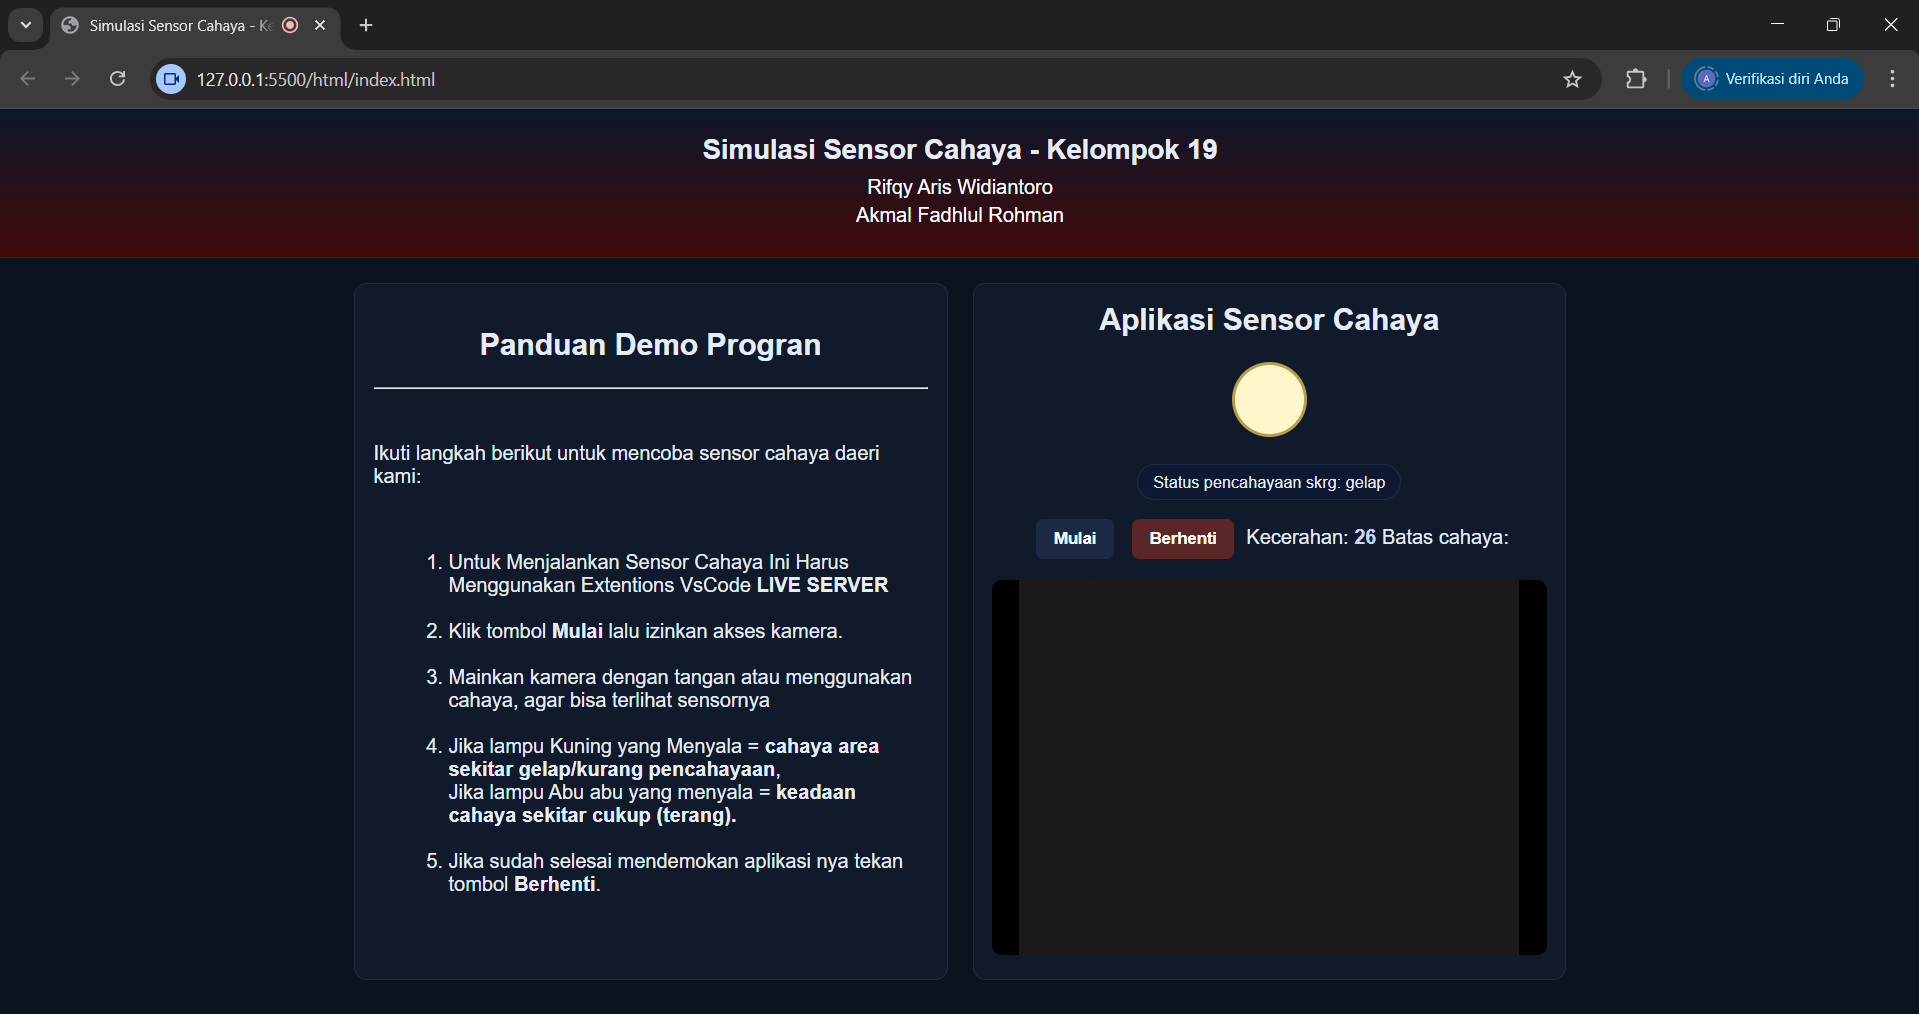 Simulasi Sensor Cahaya - Ke
127.0.0.1:5500/html/index.html
A
Verifikasi diri Anda
Simulasi Sensor Cahaya - Kelompok 19
Rifqy Aris Widiantoro
Akmal Fadhlul Rohman
Panduan Demo Progran
Ikuti langkah berikut untuk mencoba sensor cahaya daeri
kami:
1. Untuk Menjalankan Sensor Cahaya Ini Harus
Menggunakan Extentions VsCode LIVE SERVER
2. Klik tombol Mulai lalu izinkan akses kamera.
3. Mainkan kamera dengan tangan atau menggunakan
cahaya, agar bisa terlihat sensornya
4. Jika lampu Kuning yang Menyala = cahaya area
sekitar gelap/kurang pencahayaan,
Jika lampu Abu abu yang menyala = keadaan
cahaya sekitar cukup (terang).
5. Jika sudah selesai mendemokan aplikasi nya tekan
tombol Berhenti.
Aplikasi Sensor Cahaya
Status pencahayaan skrg: gelap
Mulai Berhenti Kecerahan: 26 Batas cahaya: